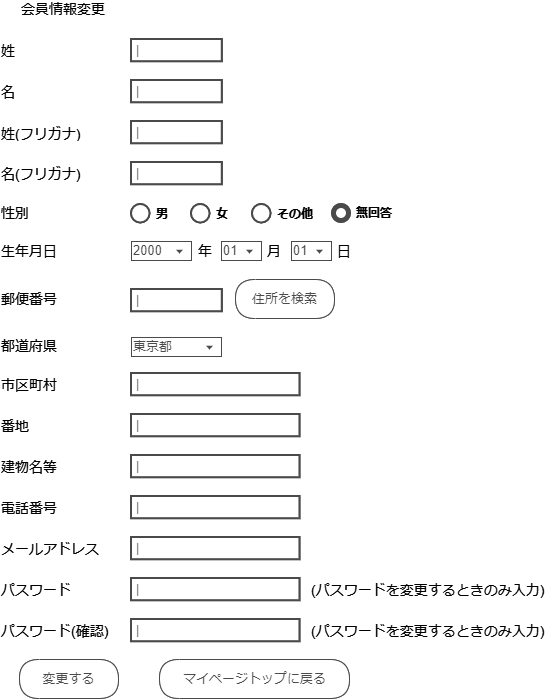 会員情報変更
姓
名
姓(フリガナ)
名(フリガナ)
性別 男 女 その他 無回答
生年月日 2000 年 01 月 01 日
郵便番号 住所を検索
都道府県 東京都
市区町村
番地
建物名等
電話番号
メールアドレス
パスワード (パスワードを変更するときのみ入力)
パスワード(確認) (パスワードを変更するときのみ入力)
変更する マイページトップに戻る